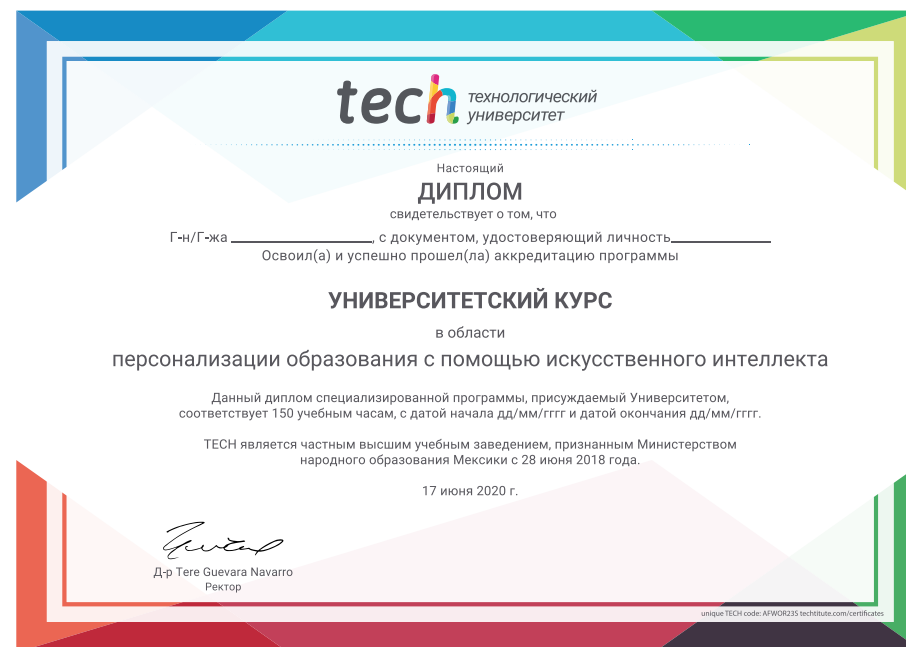 tech технологический
университет
Настоящий
ДИПЛОМ
свидетельствует о том, что
Г-н/Г-жа ____________________, с документом, удостоверяющий личность______________
Освоил(а) и успешно прошел(ла) аккредитацию программы
УНИВЕРСИТЕТСКИЙ КУРС
в области
персонализации образования с помощью искусственного интеллекта
Данный диплом специализированной программы, присуждаемый Университетом,
соответствует 150 учебным часам, с датой начала дд/мм/гггг и датой окончания дд/мм/гггг.
TECH является частным высшим учебным заведением, признанным Министерством
народного образования Мексики с 28 июня 2018 года.
17 июня 2020 г.
Д-р Tere Guevara Navarro
Ректор
unique TECH code: AFWOR23S techtitute.com/certificates